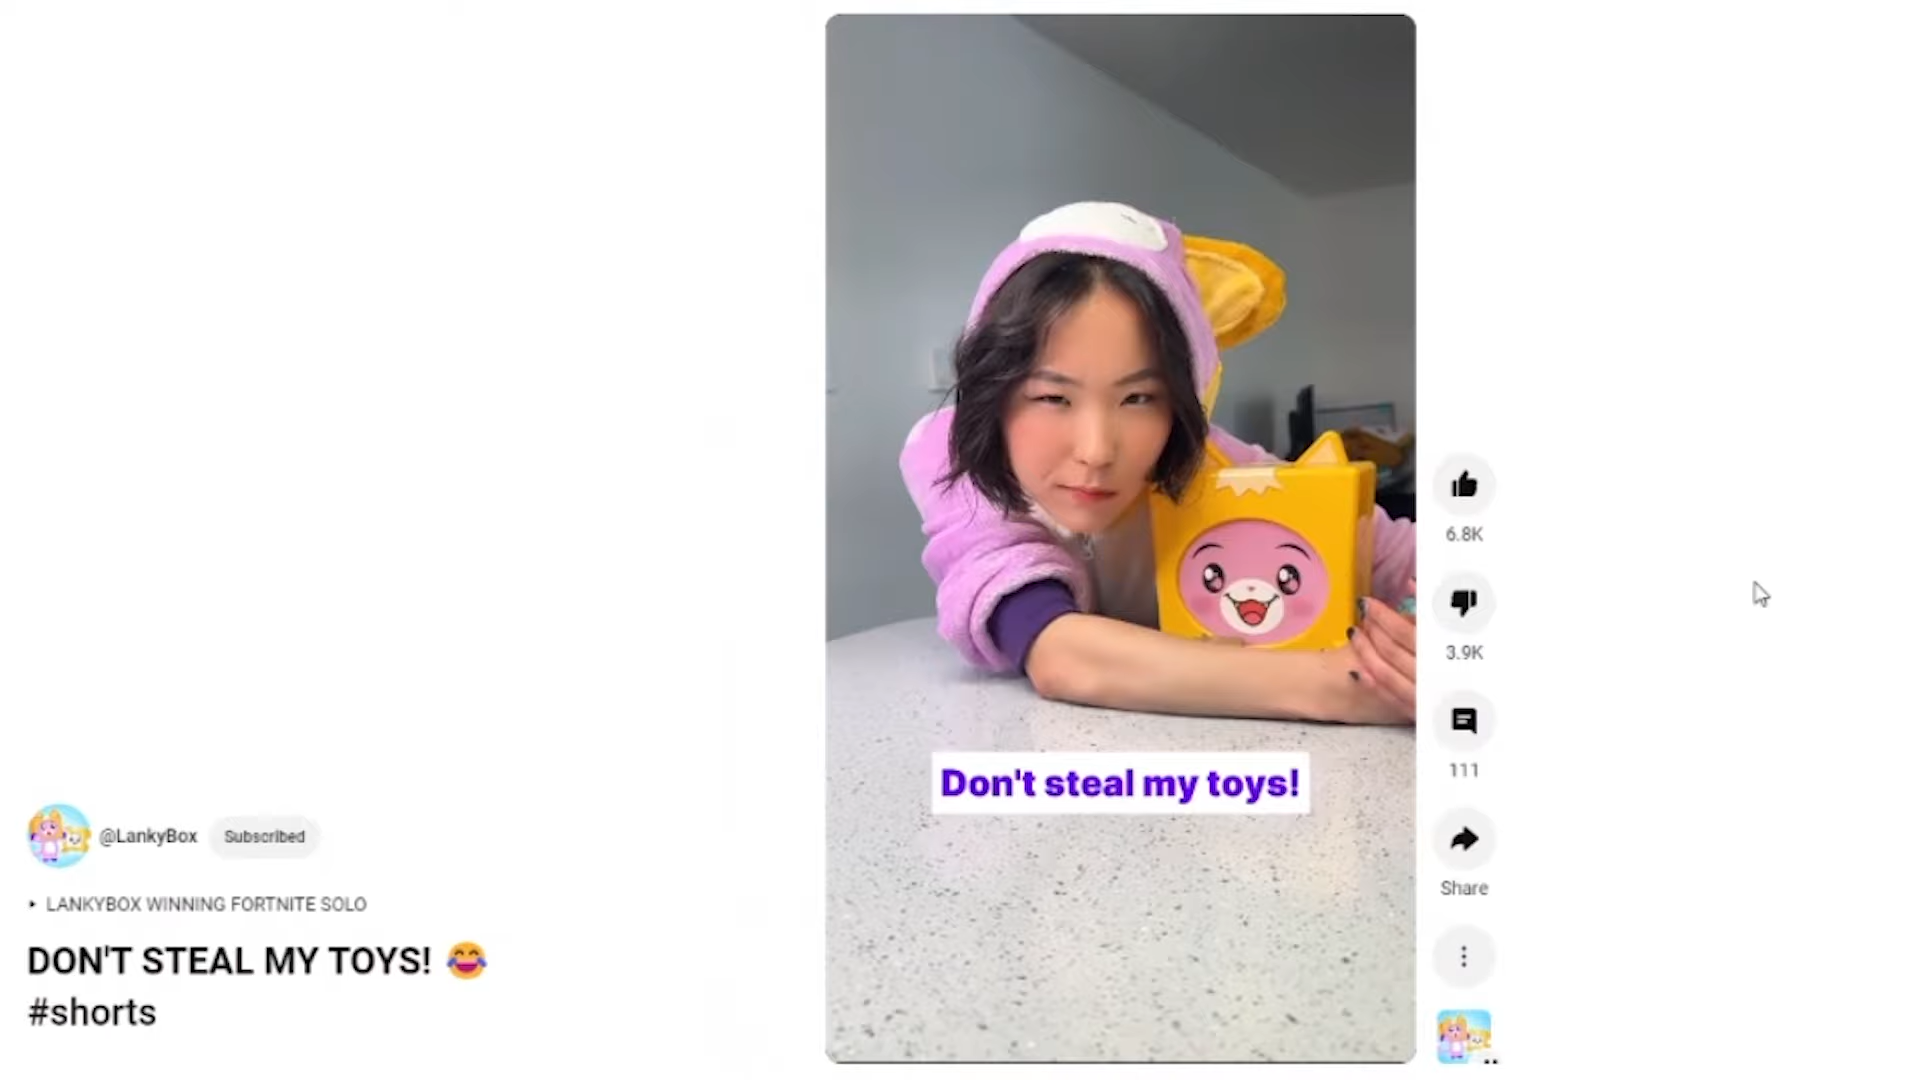 Don't steal my toys!
6.8K
3.9K
111
Share
@LankyBox Subscribed
LANKYBOX WINNING FORTNITE SOLO
DON'T STEAL MY TOYS! 😂
#shorts